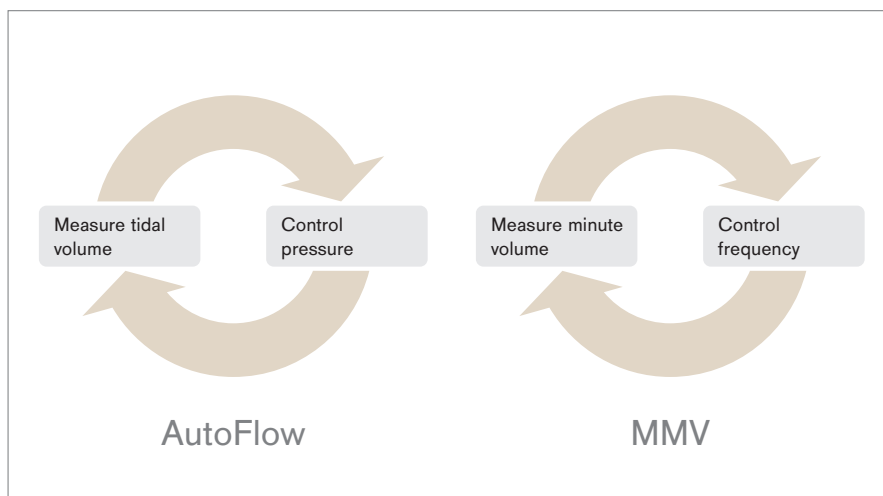 Measure tidal
volume
Control
pressure
AutoFlow
Measure minute
volume
Control
frequency
MMV